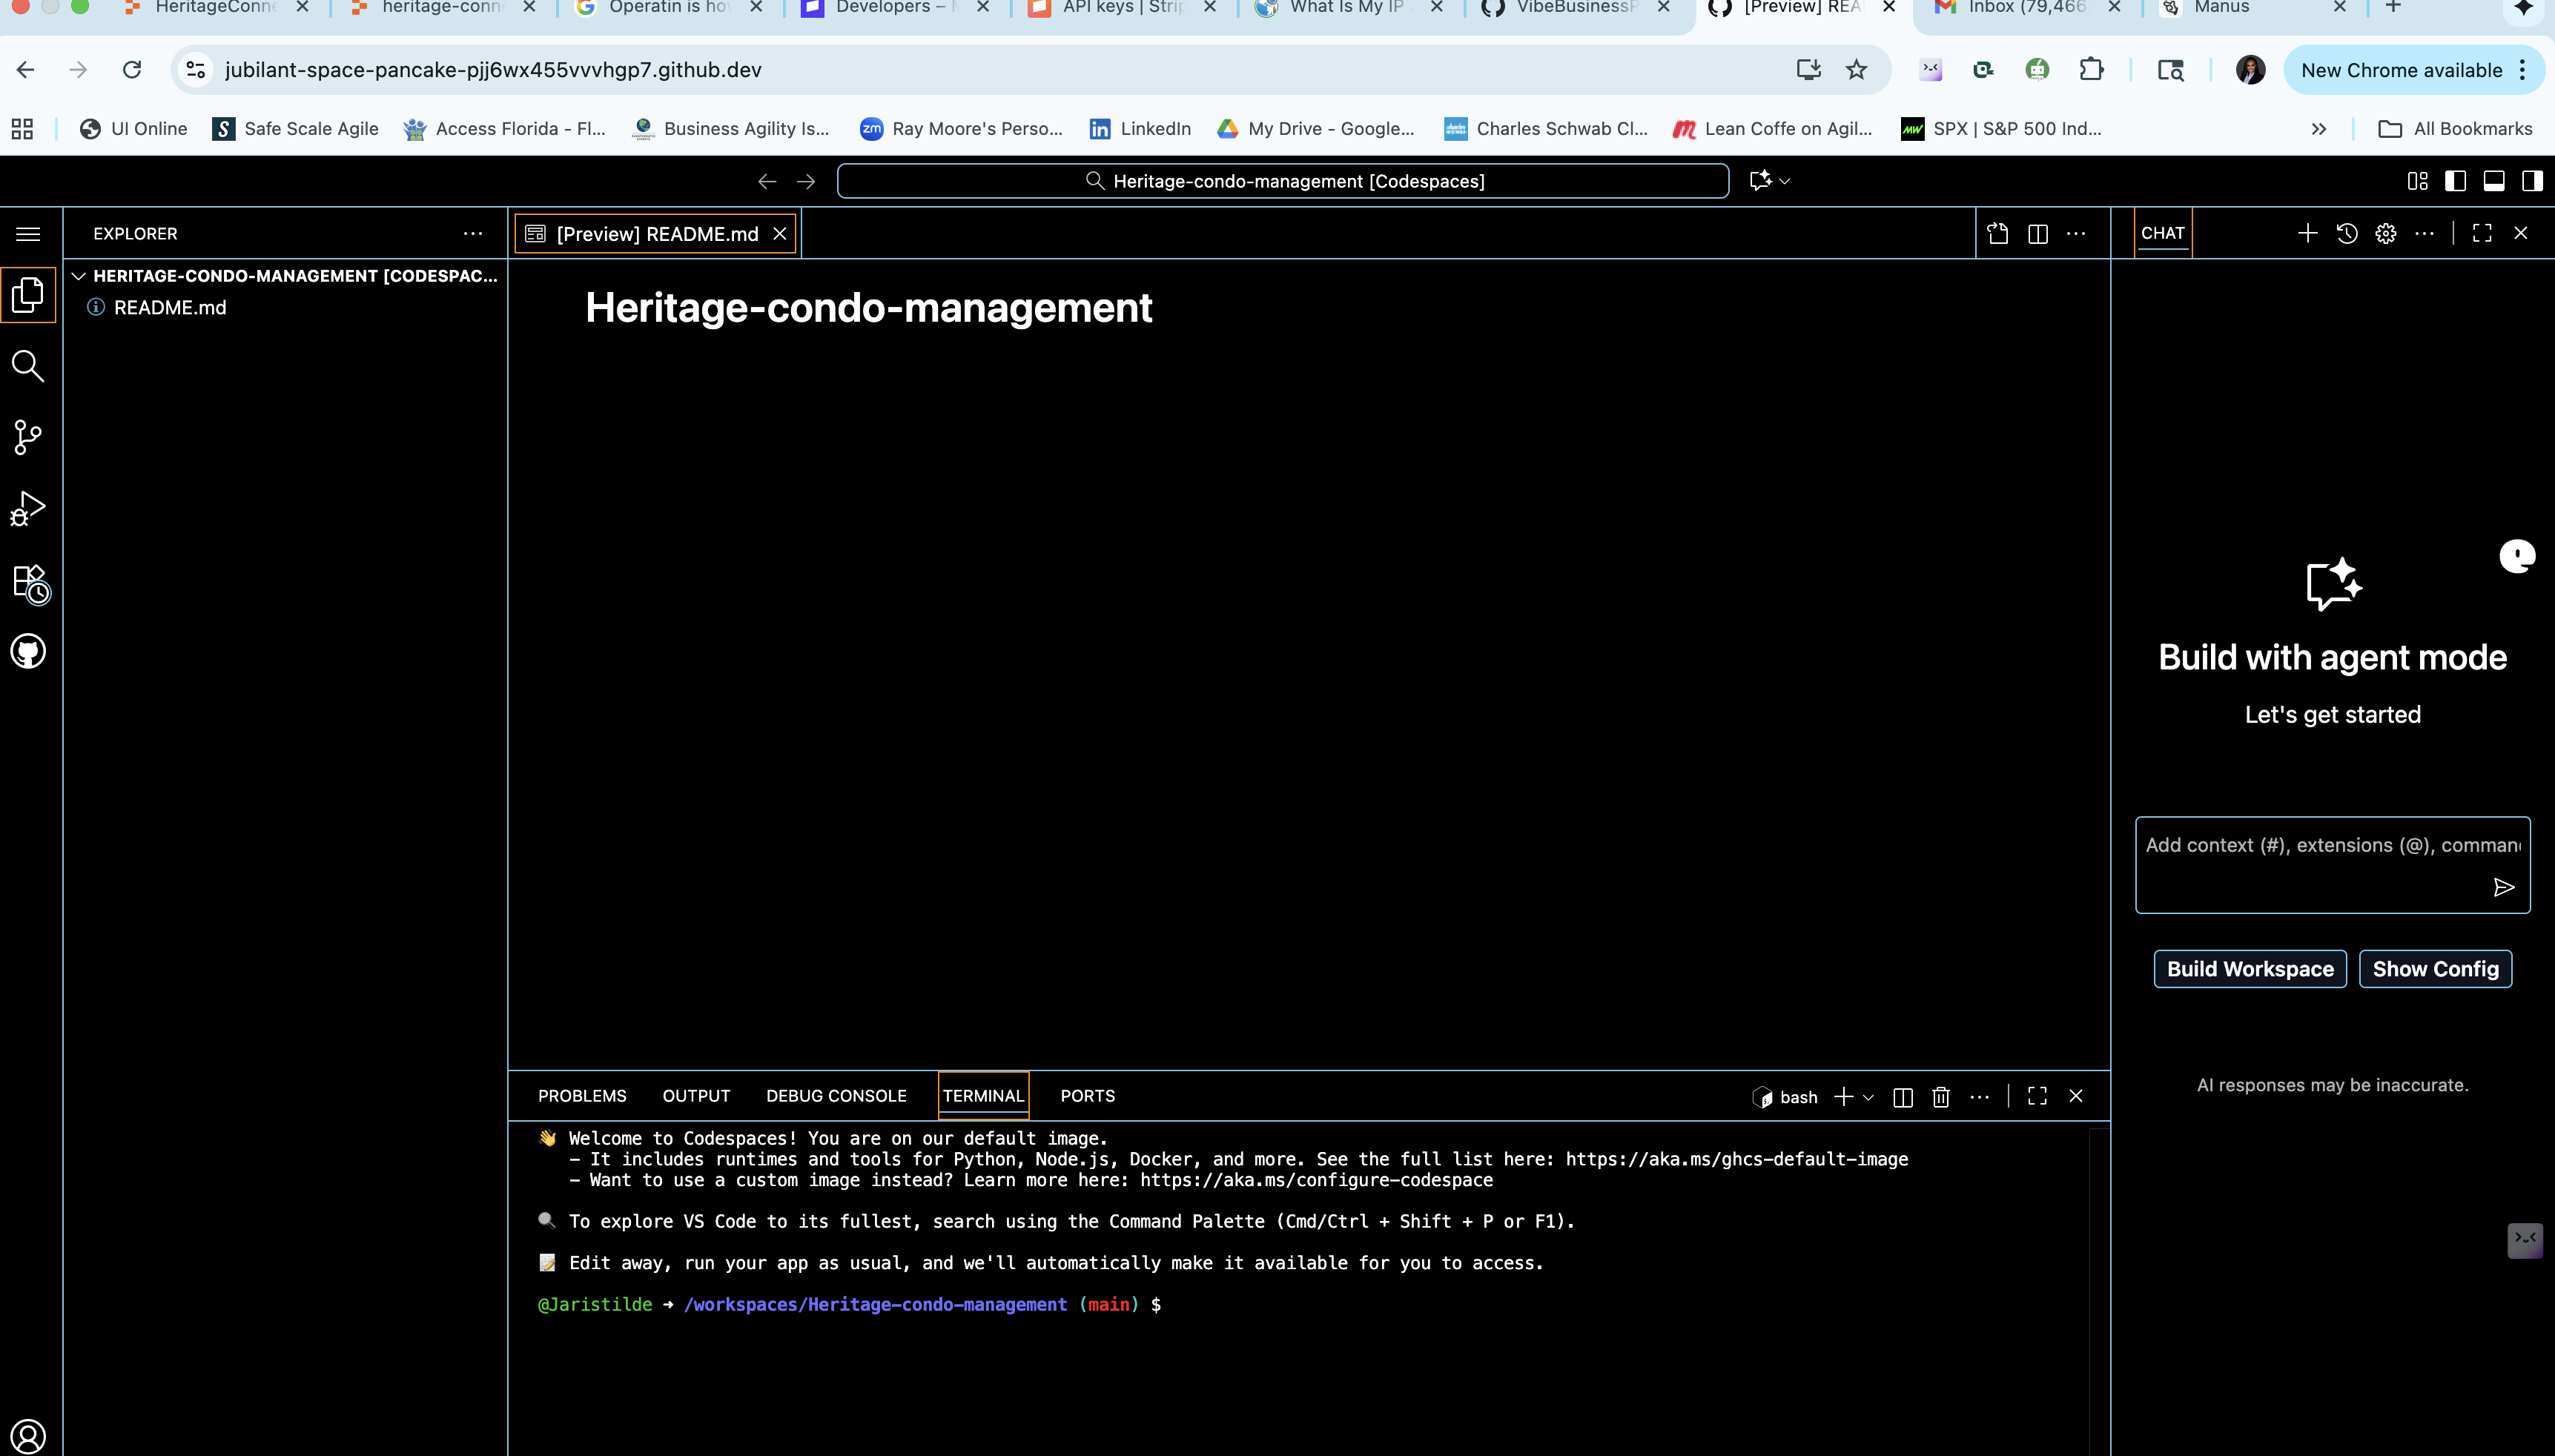 HeritageConne
heritage-conn
Operatin is ho
Developers –
API keys | Strip
What Is My IP
VibeBusinessP
[Preview] REA
Inbox (79,466
Manus
jubilant-space-pancake-pjj6wx455vvvhgp7.github.dev
New Chrome available
UI Online
Safe Scale Agile
Access Florida - Fl...
Business Agility Is...
zm
Ray Moore's Perso...
in
LinkedIn
My Drive - Google...
Charles Schwab Cl...
Lean Coffe on Agil...
MW
SPX | S&P 500 Ind...
All Bookmarks
Heritage-condo-management [Codespaces]
EXPLORER
[Preview] README.md
CHAT
HERITAGE-CONDO-MANAGEMENT [CODESPAC...
README.md
Heritage-condo-management
Build with agent mode
Let's get started
Add context (#), extensions (@), comman
Build Workspace
Show Config
AI responses may be inaccurate.
PROBLEMS
OUTPUT
DEBUG CONSOLE
TERMINAL
PORTS
bash
👋 Welcome to Codespaces! You are on our default image.
- It includes runtimes and tools for Python, Node.js, Docker, and more. See the full list here: https://aka.ms/ghcs-default-image
- Want to use a custom image instead? Learn more here: https://aka.ms/configure-codespace
🔍 To explore VS Code to its fullest, search using the Command Palette (Cmd/Ctrl + Shift + P or F1).
📝 Edit away, run your app as usual, and we'll automatically make it available for you to access.
@Jaristilde ➜ /workspaces/Heritage-condo-management (main) $